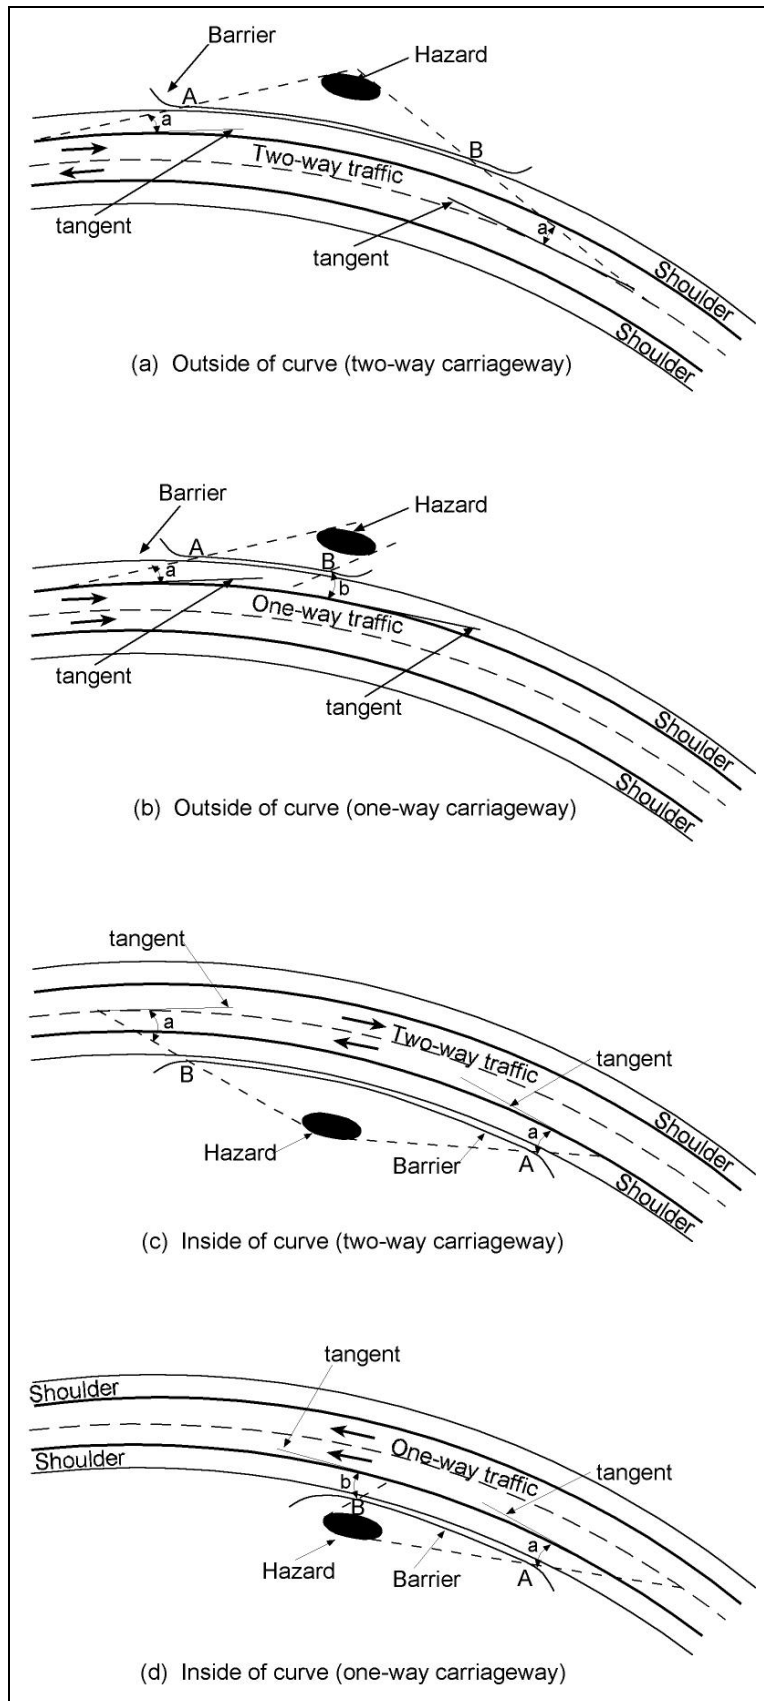 Barrier
Hazard
A
a
B
Two-way traffic
tangent
a
tangent
Shoulder
Shoulder
(a) Outside of curve (two-way carriageway)
Barrier
Hazard
A
B
a
b
One-way traffic
tangent
tangent
Shoulder
Shoulder
(b) Outside of curve (one-way carriageway)
tangent
a
Two-way traffic
tangent
B
a
Hazard
Barrier
A
Shoulder
Shoulder
(c) Inside of curve (two-way carriageway)
tangent
Shoulder
One-way traffic
Shoulder
tangent
b
B
a
Hazard
Barrier
A
(d) Inside of curve (one-way carriageway)